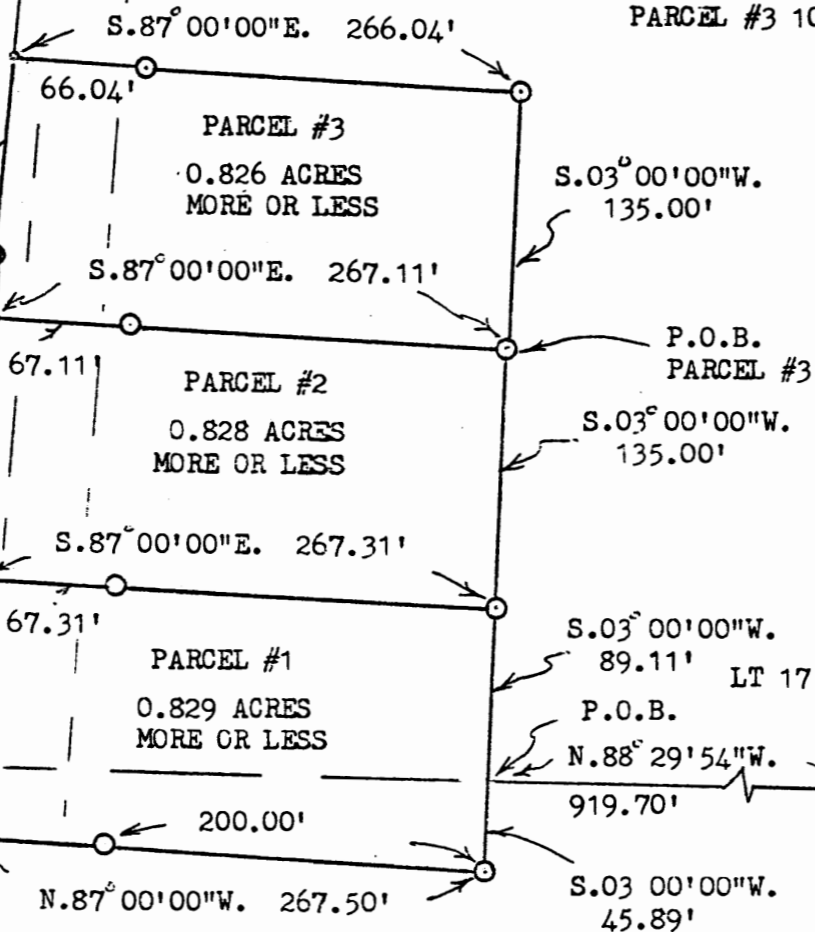 S.87°00'00"E. 266.04'
PARCEL #3 10
66.04'
PARCEL #3
0.826 ACRES
MORE OR LESS
S.03°00'00"W.
135.00'
S.87°00'00"E. 267.11'
P.O.B.
PARCEL #3
67.11'
PARCEL #2
0.828 ACRES
MORE OR LESS
S.03°00'00"W.
135.00'
S.87°00'00"E. 267.31'
67.31'
S.03°00'00"W.
89.11'
LT 17
PARCEL #1
0.829 ACRES
MORE OR LESS
P.O.B.
N.88°29'54"W.
919.70'
200.00'
N.87°00'00"W. 267.50'
S.03 00'00"W.
45.89'